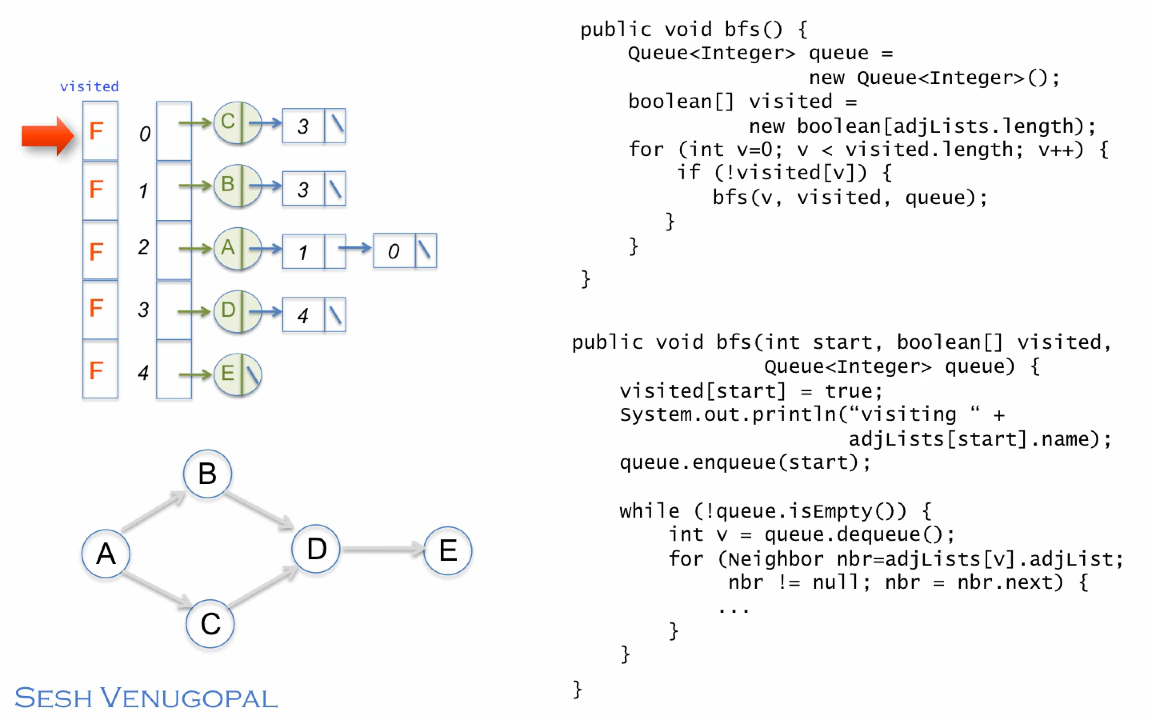 visited
F 0 C 3 \
F 1 B 3 \
F 2 A 1 0 \
F 3 D 4 \
F 4 E \
B
A D E
C
SESH VENUGOPAL
public void bfs() {
Queue<Integer> queue =
new Queue<Integer>();
boolean[] visited =
new boolean[adjLists.length);
for (int v=0; v < visited.length; v++) {
if (!visited[v]) {
bfs(v, visited, queue);
}
}
}
public void bfs(int start, boolean[] visited,
Queue<Integer> queue) {
visited[start] = true;
System.out.println(“visiting “ +
adjLists[start].name);
queue.enqueue(start);
while (!queue.isEmpty()) {
int v = queue.dequeue();
for (Neighbor nbr=adjLists[v].adjList;
nbr != null; nbr = nbr.next) {
...
}
}
}